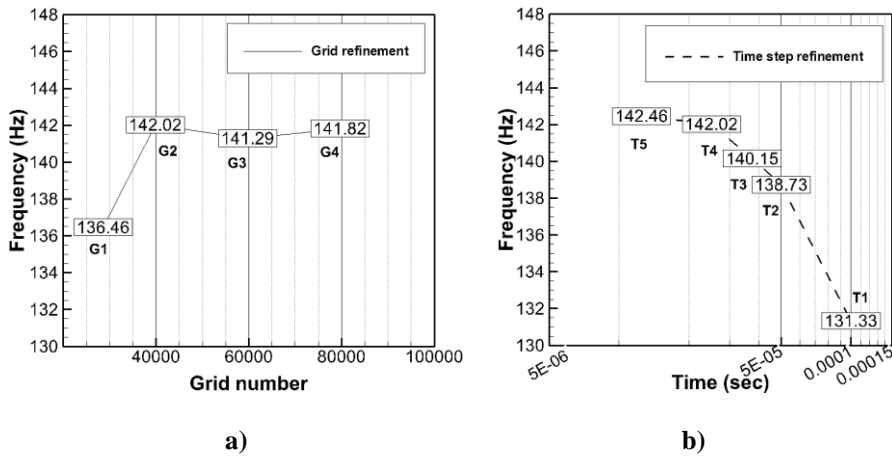 148
146
144
142
140
138
136
134
132
130
Frequency (Hz)
Grid refinement
136.46
G1
142.02
G2
141.29
G3
141.82
G4
40000
60000
80000
100000
Grid number
a)
148
146
144
142
140
138
136
134
132
130
Frequency (Hz)
Time step refinement
142.46
T5
142.02
T4
140.15
T3
138.73
T2
T1
131.33
5E-06
5E-05
0.0001
0.00015
Time (sec)
b)